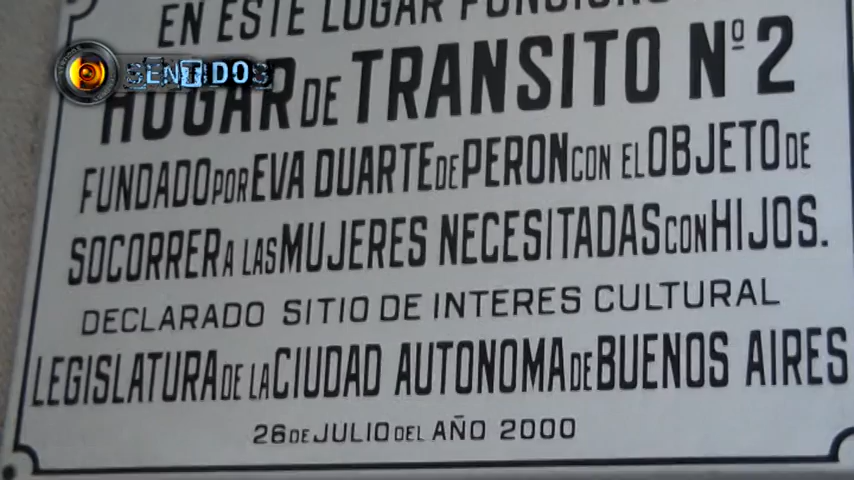 EN ESTE LUGAR FUNCIONO
SENTIDOS
HOGAR DE TRANSITO Nº 2
FUNDADO POR EVA DUARTE DE PERON CON EL OBJETO DE
SOCORRER A LAS MUJERES NECESITADAS CON HIJOS.
DECLARADO SITIO DE INTERES CULTURAL
LEGISLATURA DE LA CIUDAD AUTONOMA DE BUENOS AIRES
26 DE JULIO DEL AÑO 2000